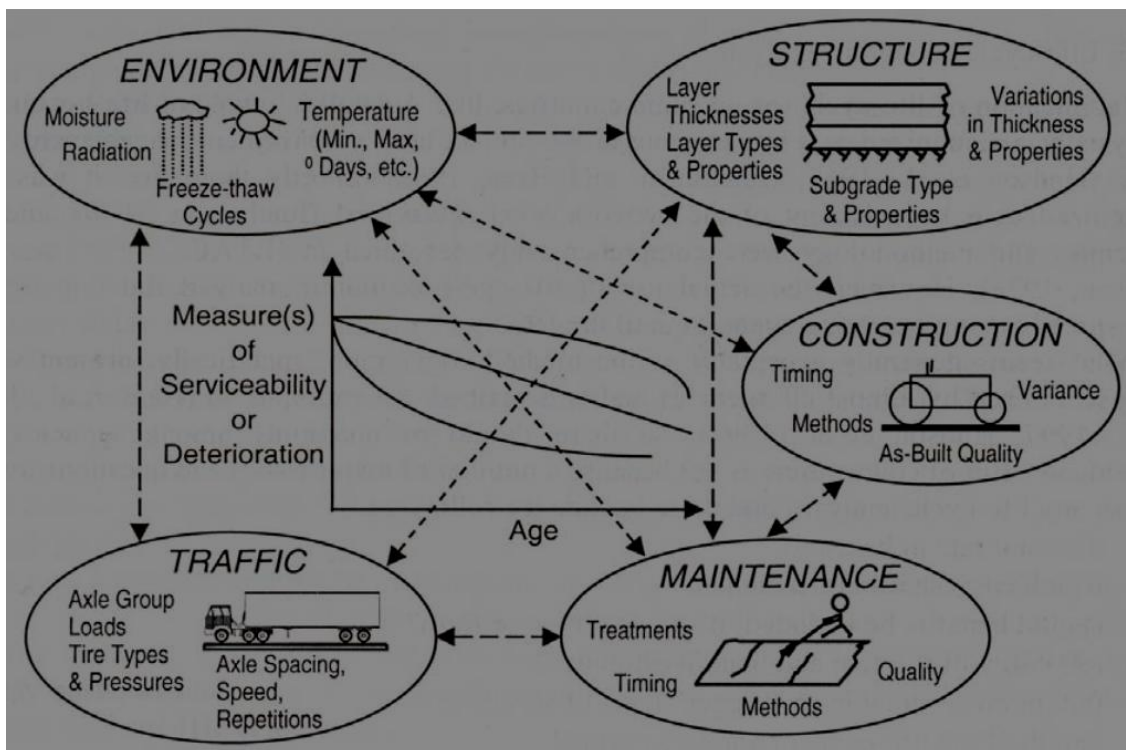 ENVIRONMENT
Moisture
Radiation
Temperature
(Min., Max,
0 Days, etc.)
Freeze-thaw
Cycles
STRUCTURE
Layer
Thicknesses
Layer Types
& Properties
Variations
in Thickness
& Properties
Subgrade Type
& Properties
Measure(s)
of
Serviceability
or
Deterioration
Age
CONSTRUCTION
Timing
Methods
Variance
As-Built Quality
TRAFFIC
Axle Group
Loads
Tire Types
& Pressures
Axle Spacing,
Speed,
Repetitions
MAINTENANCE
Treatments
Timing
Quality
Methods